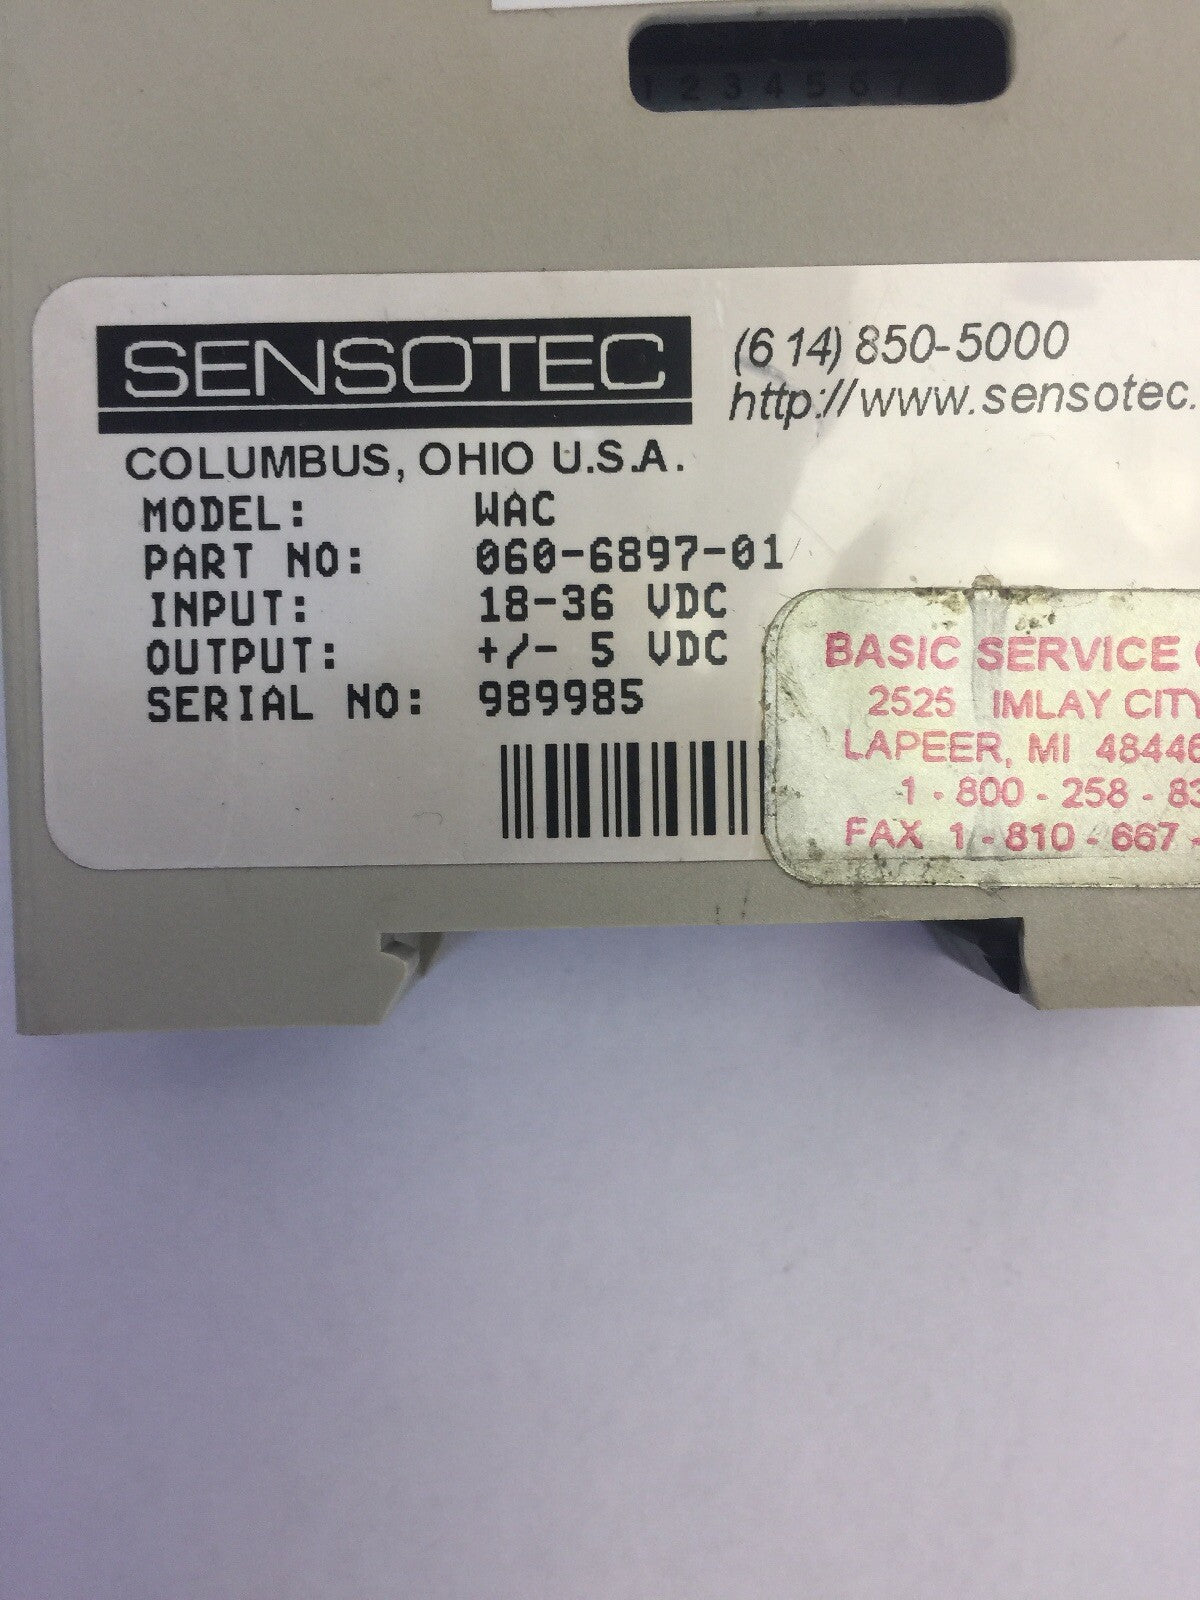 2 3 4 5 6 7
SENSOTEC
(614) 850-5000
http://www.sensotec.
COLUMBUS, OHIO U.S.A.
MODEL: WAC
PART NO: 060-6897-01
INPUT: 18-36 VDC
OUTPUT: +/- 5 VDC
SERIAL NO: 989985
BASIC SERVICE
2525 IMLAY CITY
LAPEER, MI 48446
1 - 800 - 258 - 83
FAX 1 - 810 - 667 -